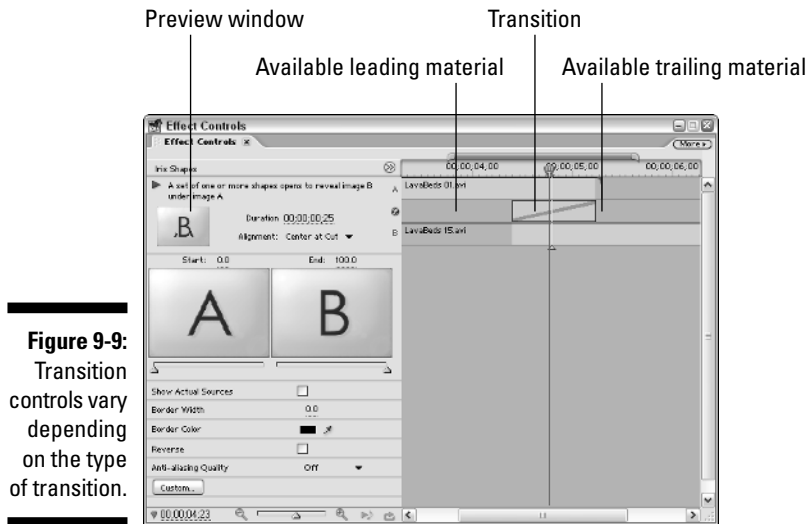 Preview window
Transition
Available leading material
Available trailing material
Effect Controls
Effect Controls x
More
Iris Shapes
00;00;04;00
00;00;05;00
00;00;06;00
A set of one or more shapes opens to reveal image B
under image A
A
LavaBeds 01.avi
B
Duration 00;00;00;25
Alignment: Center at Cut
B
LavaBeds 15.avi
Start: 0.0
End: 100.0
A
B
Show Actual Sources
Border Width 0.0
Border Color
Reverse
Anti-aliasing Quality Off
Custom...
00;00;04;23
Figure 9-9:
Transition
controls vary
depending
on the type
of transition.